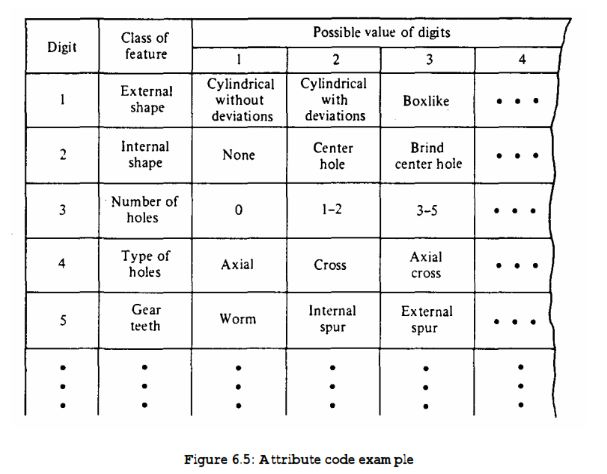 Digit Class of feature Possible value of digits
1 2 3 4
1 External shape Cylindrical without deviations Cylindrical with deviations Boxlike • • •
2 Internal shape None Center hole Brind center hole • • •
3 Number of holes 0 1-2 3-5 • • •
4 Type of holes Axial Cross Axial cross • • •
5 Gear teeth Worm Internal spur External spur • • •
Figure 6.5: Attribute code example